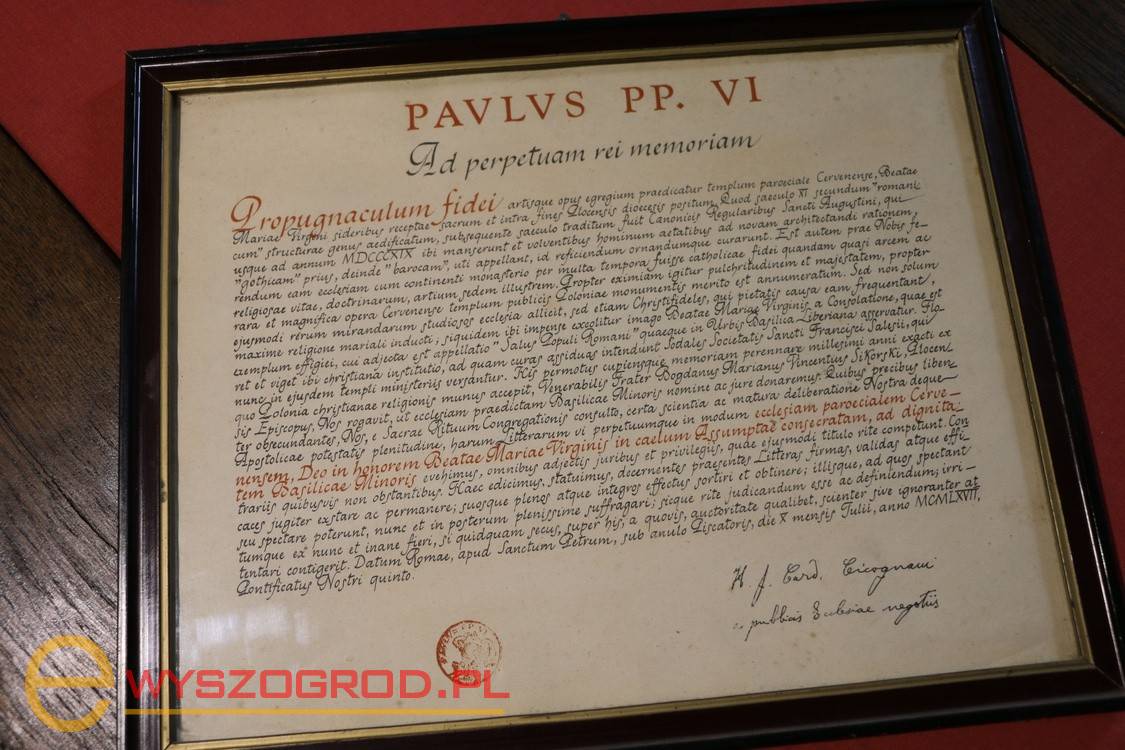 PAVLVS PP. VI
Ad perpetuam rei memoriam
Propugnaculum fidei artisque opus egregium praedicatur templum paroeciale Cervenense, Beatae
Mariae Virgini sideribus receptae sacrum et intra fines Plocensis dioecesis positum. Quod saeculo XI secundum "romani
cum" structurae genus aedificatum, subsequente saeculo traditum fuit Canonicis Regularibus Sancti Augustini, qui
usque ad annum MDCCCXIX ibi manserunt et volventibus hominum aetatibus ad novam architectandi rationem,
"gothicam" prius, deinde "barocam", uti appellant, id reficiendum ornandumque curarunt. Est autem prae Nobis fe-
rendum eam ecclesiam cum continenti monasterio per multa tempora fuisse catholicae fidei quandam quasi arcem ac
religiosae vitae, doctrinarum, artium sedem illustrem. Propter eximiam igitur pulchritudinem et majestatem, propter
rara et magnifica opera Cervenense templum publicis Poloniae monumentis merito est annumeratum. Sed non solum
ejusmodi rerum mirandarum studiosos ecclesia allicit, sed etiam Christifideles, qui pietatis causa eam frequentant,
maxime religione mariali inducti; siquidem ibi impense excolitur imago Beatae Mariae Virginis a Consolatione, quae est
exemplum effigiei, cui adjecta est appellatio "Salus Populi Romani" quaeque in Urbis Basilica Liberiana asservatur. Flo-
ret et viget ibi christiana institutio, ad quam curas assiduas intendunt Sodales Societatis Sancti Francisci Salesii, qui
nunc in ejusdem templi ministeriis versantur. His permotus cupiensque memoriam perennare millesimi anni exacti ex
quo Polonia christianae religionis munus accepit, Venerabilis Frater Bogdanus Marianus Vincentius Sikorski, Plocen-
sis Episcopus, Nos rogavit, ut ecclesiam praedictam Basilicae Minoris nomine ac jure donaremus. Quibus precibus liben-
ter obsecundantes, Nos, e Sacrae Rituum Congregationis consulto, certa scientia ac matura deliberatione Nostra deque
Apostolicae potestatis plenitudine, harum Litterarum vi perpetuumque in modum ecclesiam paroecialem Cerve-
nensem, Deo in honorem Beatae Mariae Virginis in caelum Assumptae consecratam, ad dignita-
tem Basilicae Minoris evehimus, omnibus adjectis juribus et privilegiis, quae ejusmodi titulo rite competunt. Con
trariis quibusvis non obstantibus. Haec edicimus, statuimus, decernentes praesentes Litteras firmas, validas atque effi-
caces jugiter exstare ac permanere; suosque plenos atque integros effectus sortiri et obtinere; illisque, ad quos spectant
seu spectare poterunt, nunc et in posterum plenissime suffragari; sicque rite judicandum esse ac definiendum; irri-
tumque ex nunc et inane fieri, si quidquam secus, super his, a quovis, auctoritate qualibet, scienter sive ignoranter at
tentari contigerit. Datum Romae, apud Sanctum Petrum, sub anulo Piscatoris, die X mensis Julii, anno MCMLXVII,
Pontificatus Nostri quinto.
H. J. Card. Cicognani
a publicis Ecclesiae negotiis
eWYSZOGROD.PL